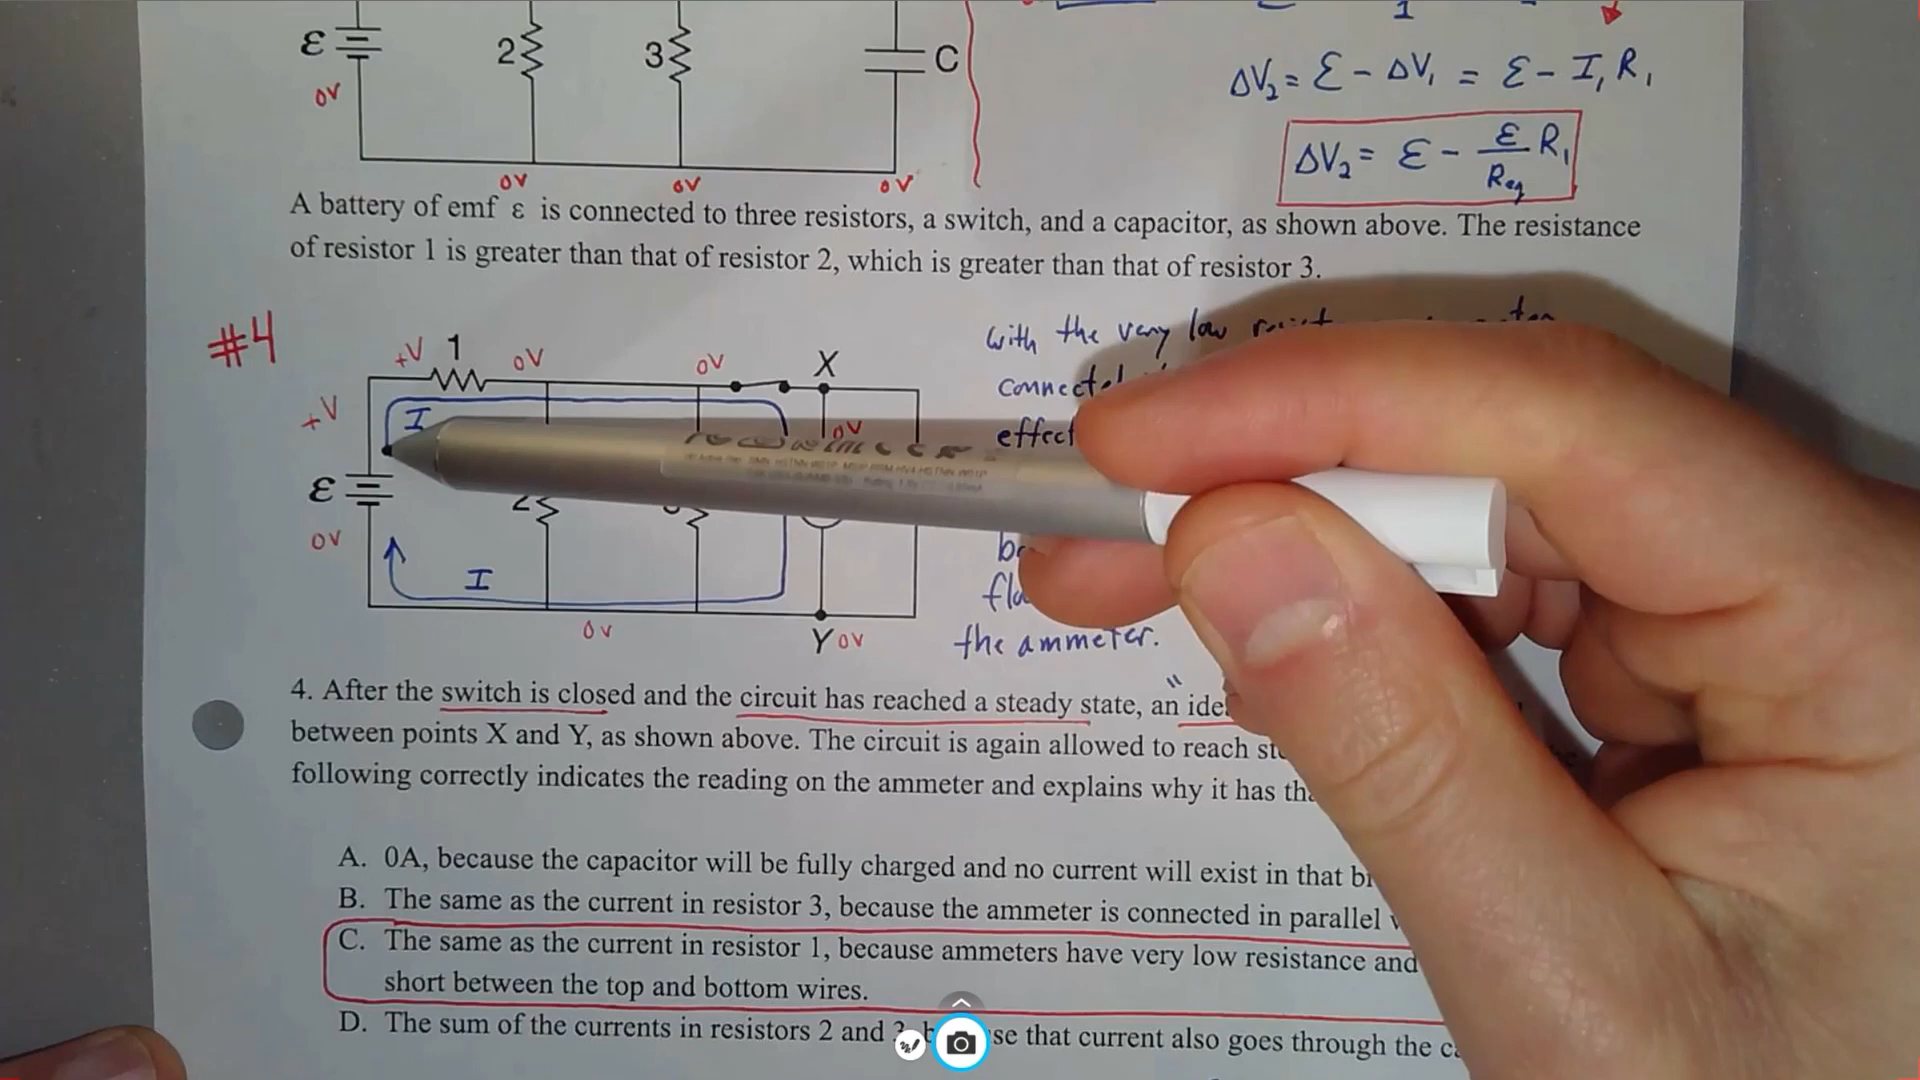 ε
2
3
C
0V
1
ΔV₂ = ε - ΔV₁ = ε - I₁ R₁
ΔV₂ = ε - ε/Req R₁
0V
0V
0V
A battery of emf ε is connected to three resistors, a switch, and a capacitor, as shown above. The resistance
of resistor 1 is greater than that of resistor 2, which is greater than that of resistor 3.
#4
+V
1
0V
0V
X
with the very low
+V
I
0V
effect
ε
2
0V
I
the ammeter.
0V
Y 0V
4. After the switch is closed and the circuit has reached a steady state, an
between points X and Y, as shown above. The circuit is again allowed to reach
following correctly indicates the reading on the ammeter and explains why it has
A. 0A, because the capacitor will be fully charged and no current will exist in that
B. The same as the current in resistor 3, because the ammeter is connected in parallel
C. The same as the current in resistor 1, because ammeters have very low resistance and
short between the top and bottom wires.
D. The sum of the currents in resistors 2 and that current also goes through the